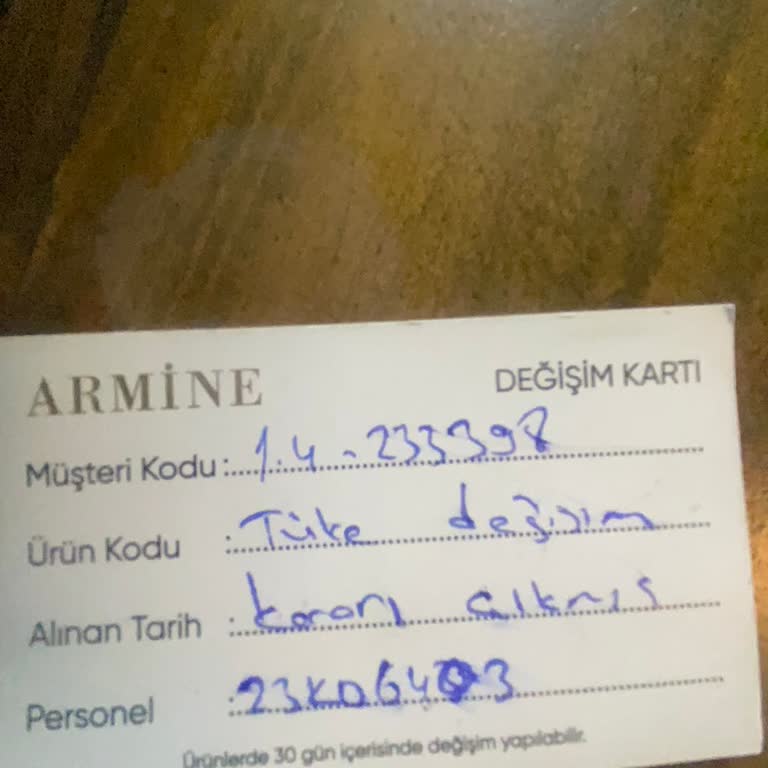 ARMİNE
DEĞİŞİM KARTI
Müşteri Kodu : 1.4 - 233398
Ürün Kodu : Tüke değişim
Alınan Tarih : kararı çıkmış
Personel : 23KD6403
Ürünlerde 30 gün içerisinde değişim yapılabilir.